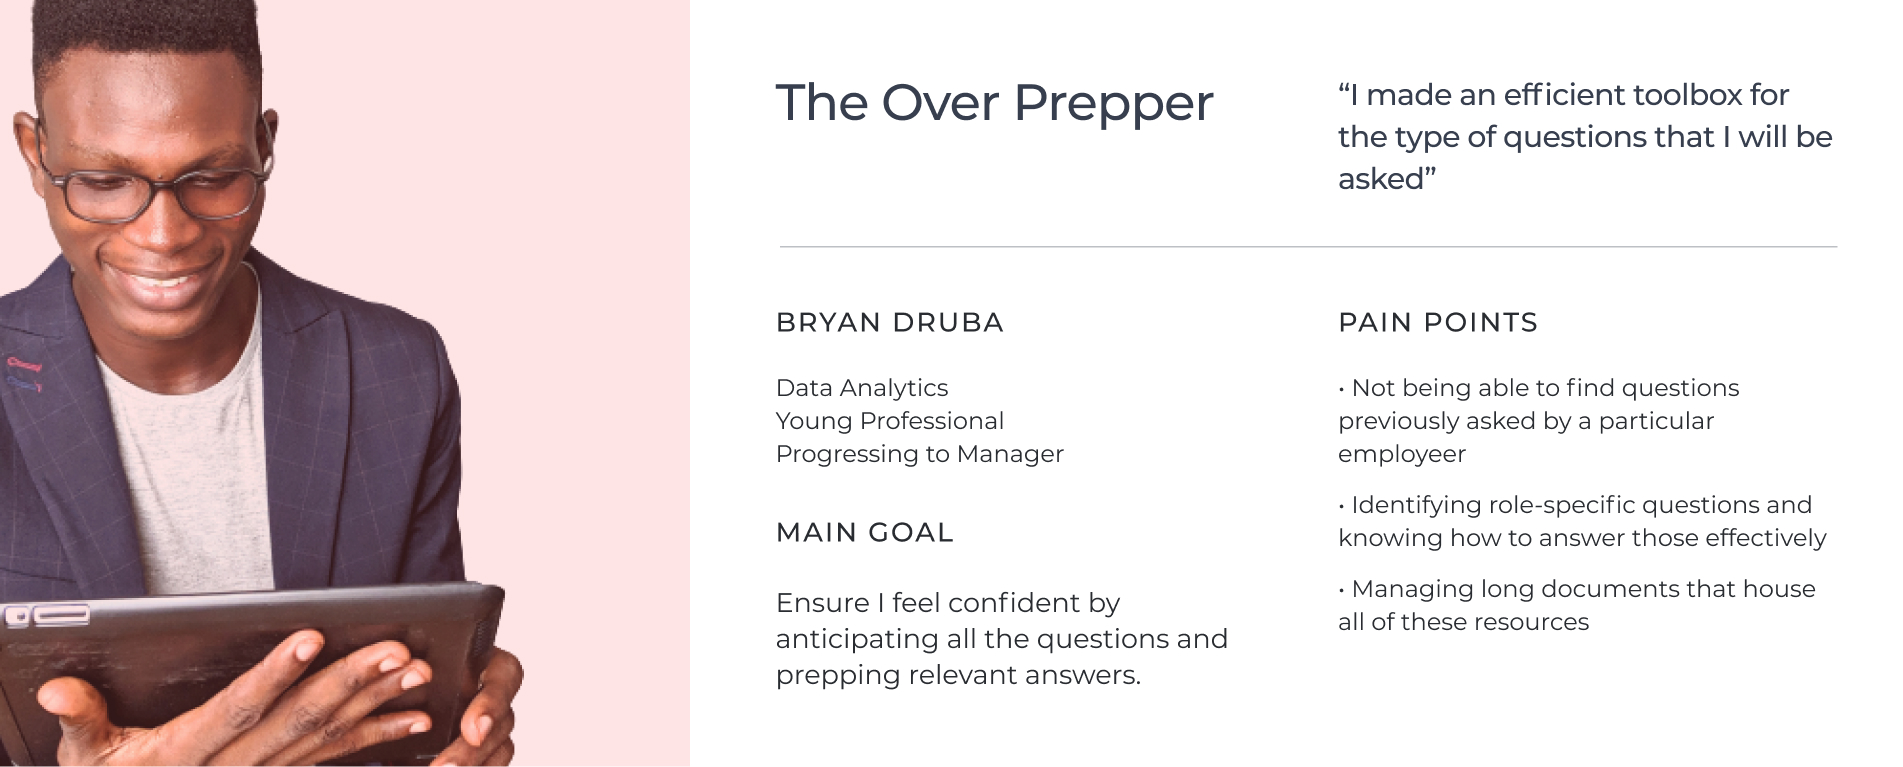 The Over Prepper
“I made an efficient toolbox for
the type of questions that I will be
asked”
BRYAN DRUBA
Data Analytics
Young Professional
Progressing to Manager
MAIN GOAL
Ensure I feel confident by
anticipating all the questions and
prepping relevant answers.
PAIN POINTS
• Not being able to find questions
previously asked by a particular
employeer
• Identifying role-specific questions and
knowing how to answer those effectively
• Managing long documents that house
all of these resources